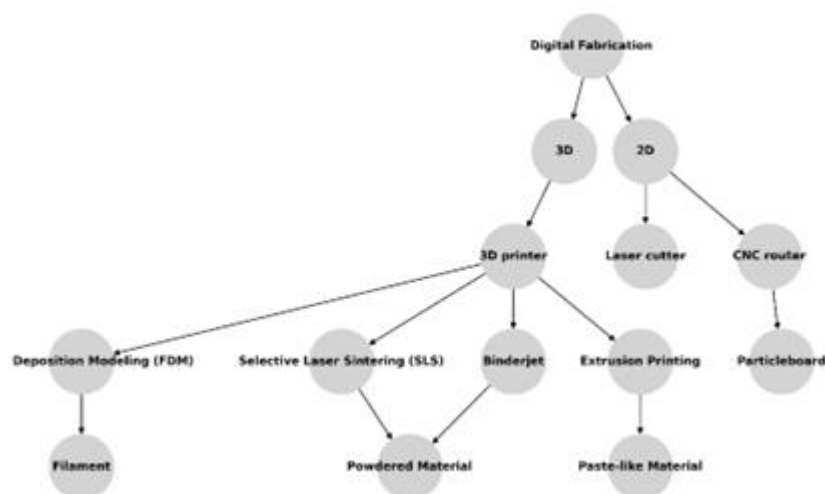 Digital Fabrication
3D
2D
3D printer
Laser cutter
CNC router
Deposition Modeling (FDM)
Selective Laser Sintering (SLS)
Binderjet
Extrusion Printing
Particleboard
Filament
Powdered Material
Paste-like Material